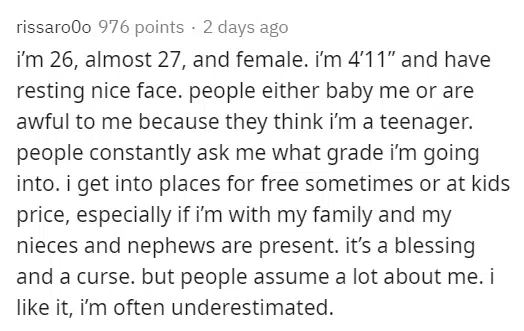 rissaro0o 976 points · 2 days ago
i'm 26, almost 27, and female. i'm 4'11” and have
resting nice face. people either baby me or are
awful to me because they think i'm a teenager.
people constantly ask me what grade i'm going
into. i get into places for free sometimes or at kids
price, especially if i'm with my family and my
nieces and nephews are present. it's a blessing
and a curse. but people assume a lot about me. i
like it, i'm often underestimated.